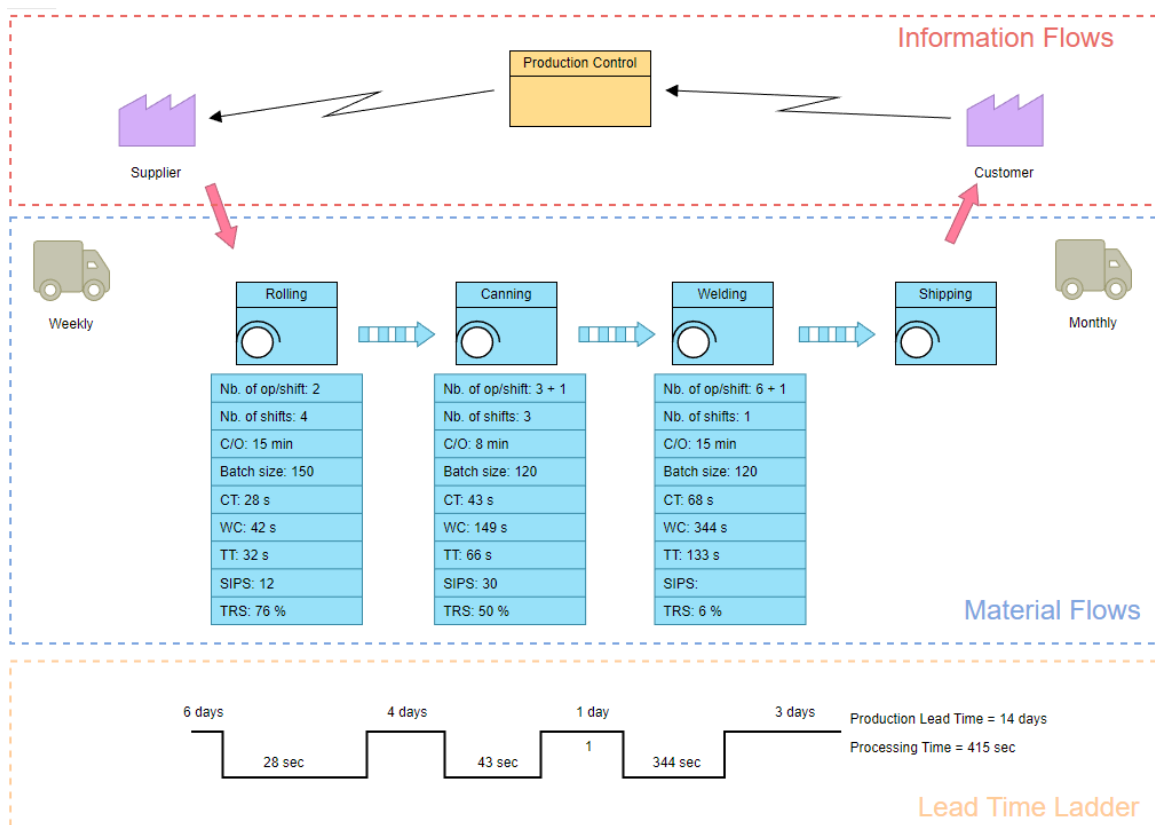 Information Flows
Production Control
Supplier
Customer
Weekly
Monthly
Rolling
Canning
Welding
Shipping
Nb. of op/shift: 2
Nb. of shifts: 4
C/O: 15 min
Batch size: 150
CT: 28 s
WC: 42 s
TT: 32 s
SIPS: 12
TRS: 76 %
Nb. of op/shift: 3 + 1
Nb. of shifts: 3
C/O: 8 min
Batch size: 120
CT: 43 s
WC: 149 s
TT: 66 s
SIPS: 30
TRS: 50 %
Nb. of op/shift: 6 + 1
Nb. of shifts: 1
C/O: 15 min
Batch size: 120
CT: 68 s
WC: 344 s
TT: 133 s
SIPS:
TRS: 6 %
Material Flows
6 days
4 days
1 day
3 days
28 sec
43 sec
1
344 sec
Production Lead Time = 14 days
Processing Time = 415 sec
Lead Time Ladder